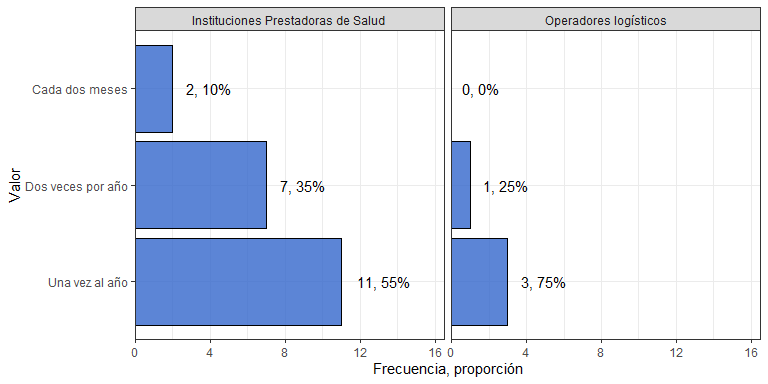 Instituciones Prestadoras de Salud
Operadores logísticos
Valor
Cada dos meses
2, 10%
0, 0%
Dos veces por año
7, 35%
1, 25%
Una vez al año
11, 55%
3, 75%
0 4 8 12 16
0 4 8 12 16
Frecuencia, proporción